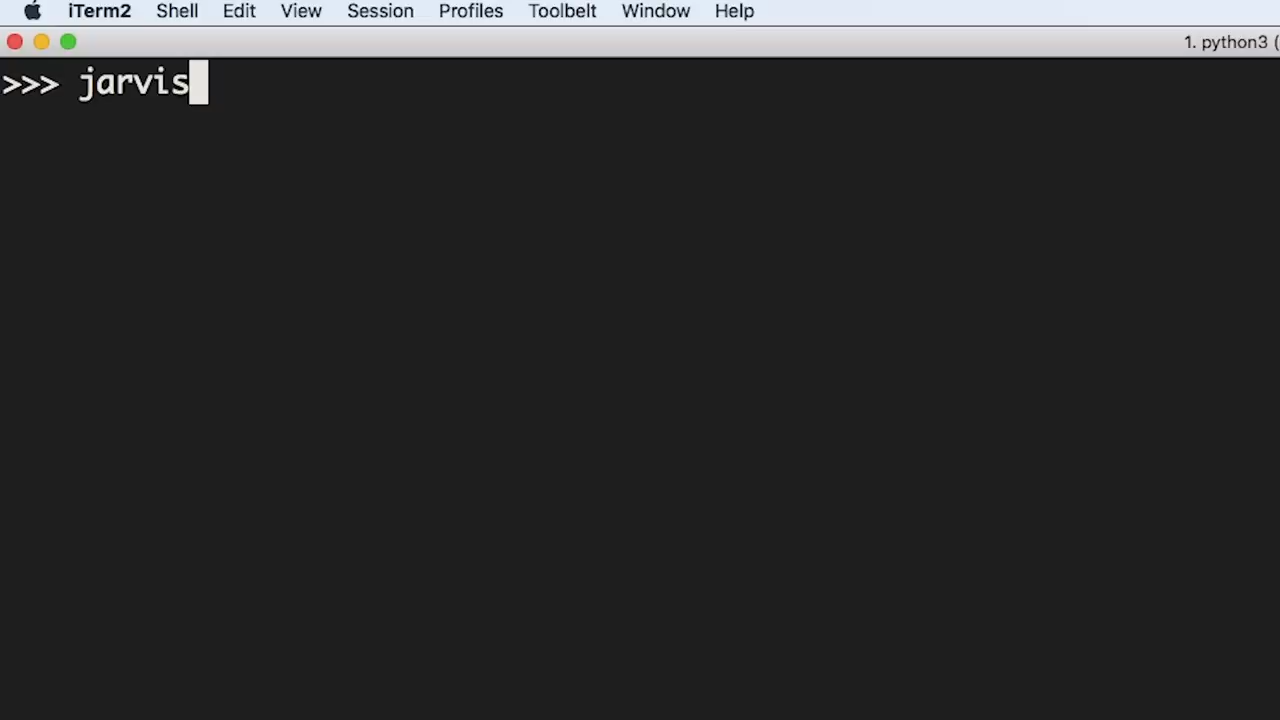 iTerm2 Shell Edit View Session Profiles Toolbelt Window Help
1. python3 (
>>> jarvis